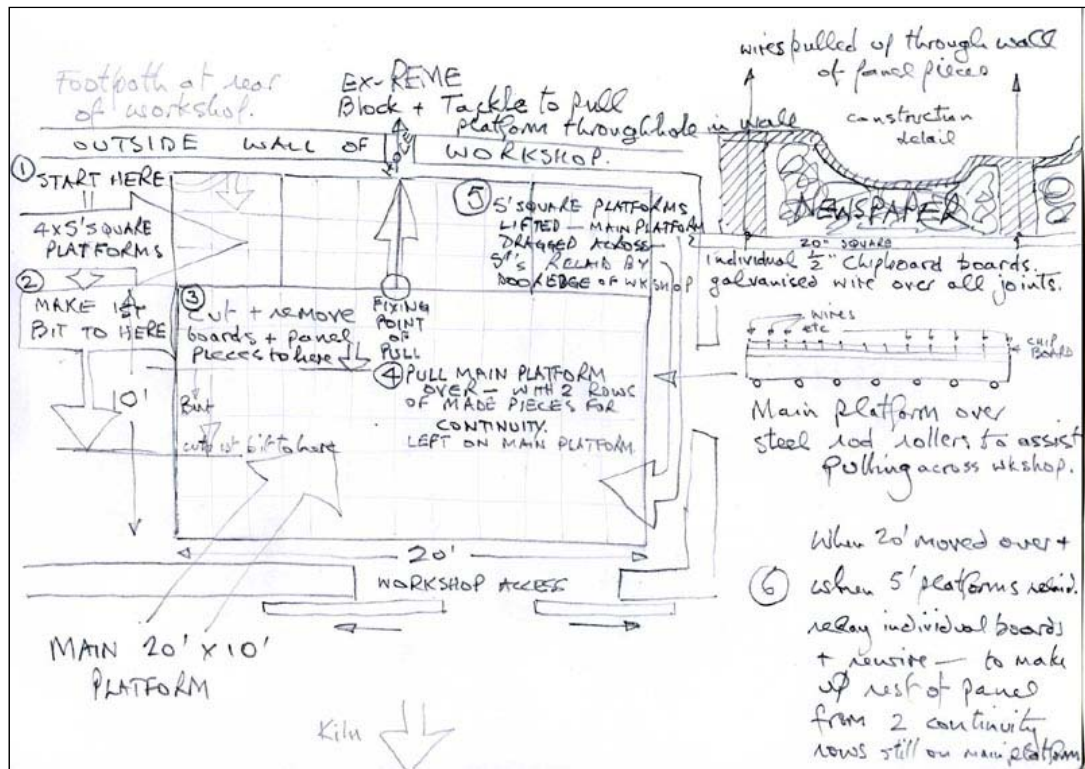 Footpath at rear
of workshop.
EX-REME
Block + Tackle to pull
platform through hole in wall
OUTSIDE WALL OF WORKSHOP.
HOLE
wires pulled up through wall
of panel pieces
construction
detail
NEWSPAPER
20" SQUARE
individual 1/2" chipboard boards.
galvanised wire over all joints.
① START HERE
4 x 5' SQUARE
PLATFORMS
② MAKE 1st
BIT TO HERE
10'
③ Cut + remove
boards + panel
pieces to here
But
cut 1st bit to here
FIXING
POINT
OF
PULL
④ PULL MAIN PLATFORM
OVER — WITH 2 ROWS
OF MADE PIECES FOR
CONTINUITY.
LEFT ON MAIN PLATFORM
⑤ 5' SQUARE PLATFORMS
LIFTED — MAIN PLATFORM
DRAGGED ACROSS —
5's RELAID BY
DOOR EDGE OF WKSHOP
WIRES
etc
CHIP
BOARD
Main platform over
steel rod rollers to assist
pulling across wkshop.
20'
WORKSHOP ACCESS
MAIN 20' x 10'
PLATFORM
Kiln
⑥ When 20' moved over +
when 5' platforms relaid.
relay individual boards
+ rewire — to make
up rest of panel
from 2 continuity
rows still on main platform